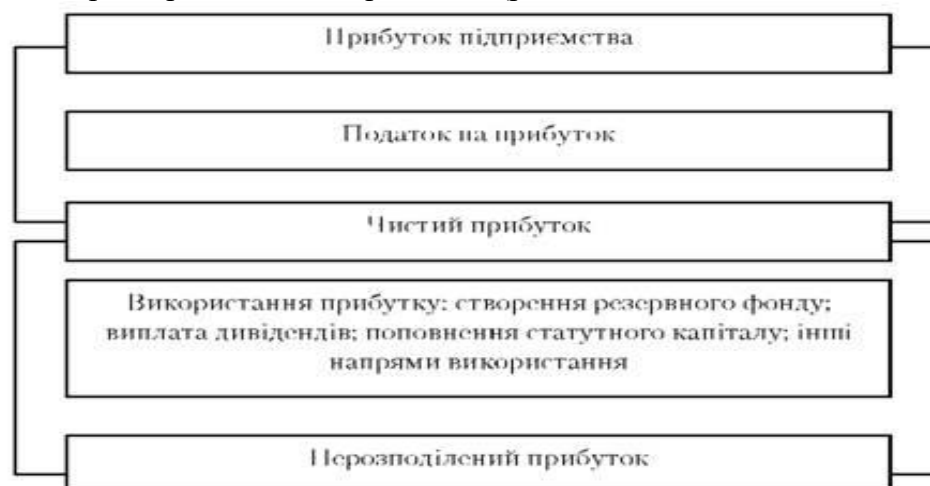 Прибуток підприємства
Податок на прибуток
Чистий прибуток
Використання прибутку: створення резервного фонду;
виплата дивідендів; поповнення статутного капіталу; інші
напрями використання
Нерозподілений прибуток